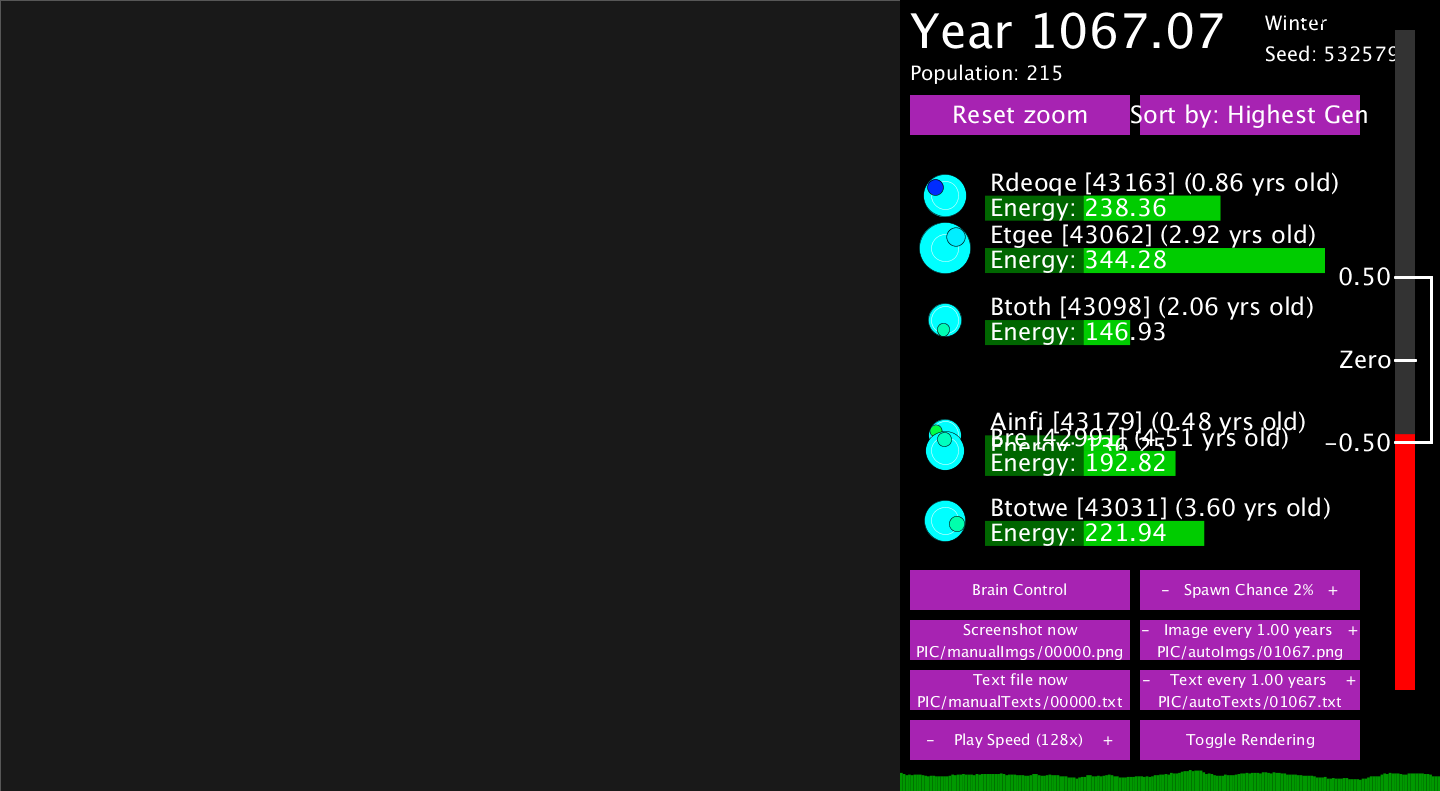 Year 1067.07
Winter
Seed: 532579
Population: 215
Reset zoom
Sort by: Highest Gen
Rdeoqe [43163] (0.86 yrs old)
Energy: 238.36
Etgee [43062] (2.92 yrs old)
Energy: 344.28
Btoth [43098] (2.06 yrs old)
Energy: 146.93
Ainfi [43179] (0.48 yrs old)
Bre [42991] (4.51 yrs old)
Energy: 192.82
Btotwe [43031] (3.60 yrs old)
Energy: 221.94
0.50
Zero
-0.50
Brain Control
- Spawn Chance 2% +
Screenshot now
PIC/manualImgs/00000.png
- Image every 1.00 years +
PIC/autoImgs/01067.png
Text file now
PIC/manualTexts/00000.txt
- Text every 1.00 years +
PIC/autoTexts/01067.txt
- Play Speed (128x) +
Toggle Rendering